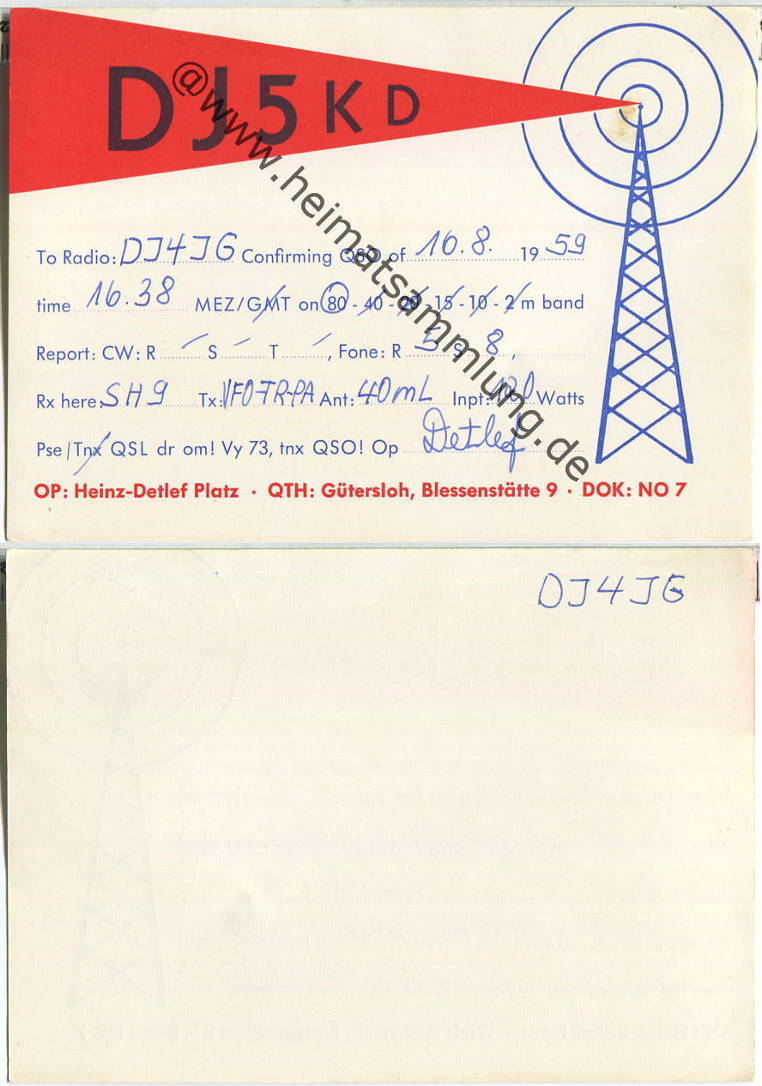 DJ5KD
To Radio: DJ4JG Confirming QSO of 16.8. 1959
time 16.38 MEZ/GMT on 80 - 40 - 20 - 15 - 10 - 2 m band
Report: CW: R S T , Fone: R 5 S 8 ,
Rx here: SH9 Tx: VFO-TR-PA Ant: 40mL Inpt: Watts
Pse/Tnx QSL dr om! Vy 73, tnx QSO! Op Detlef
OP: Heinz-Detlef Platz · QTH: Gütersloh, Blessenstätte 9 · DOK: NO 7
@www.heimatsammlung.de
DJ4JG